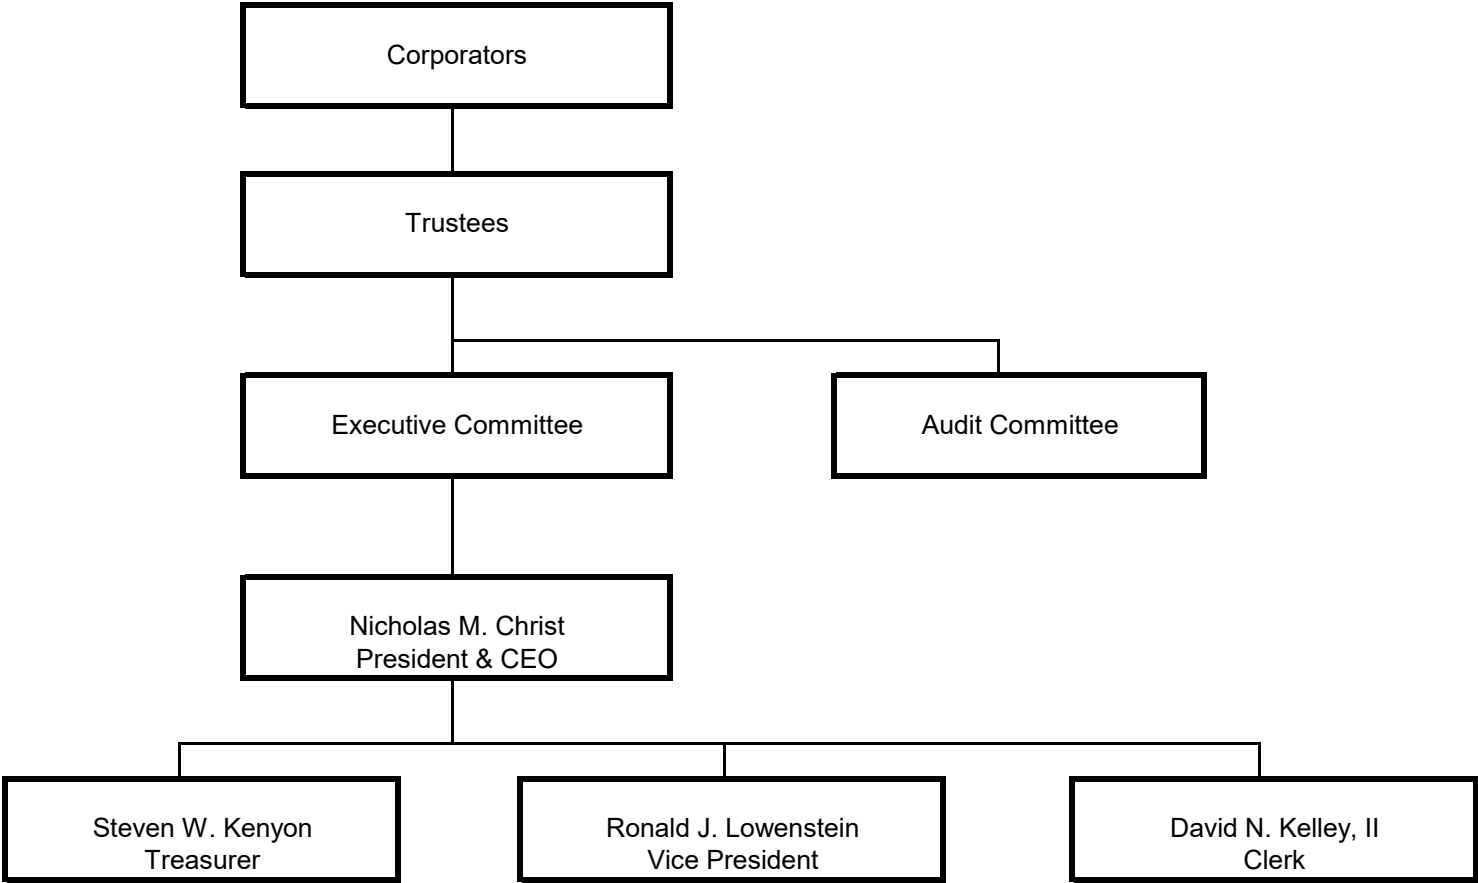 Corporators
Trustees
Executive Committee
Audit Committee
Nicholas M. Christ
President & CEO
Steven W. Kenyon
Treasurer
Ronald J. Lowenstein
Vice President
David N. Kelley, II
Clerk